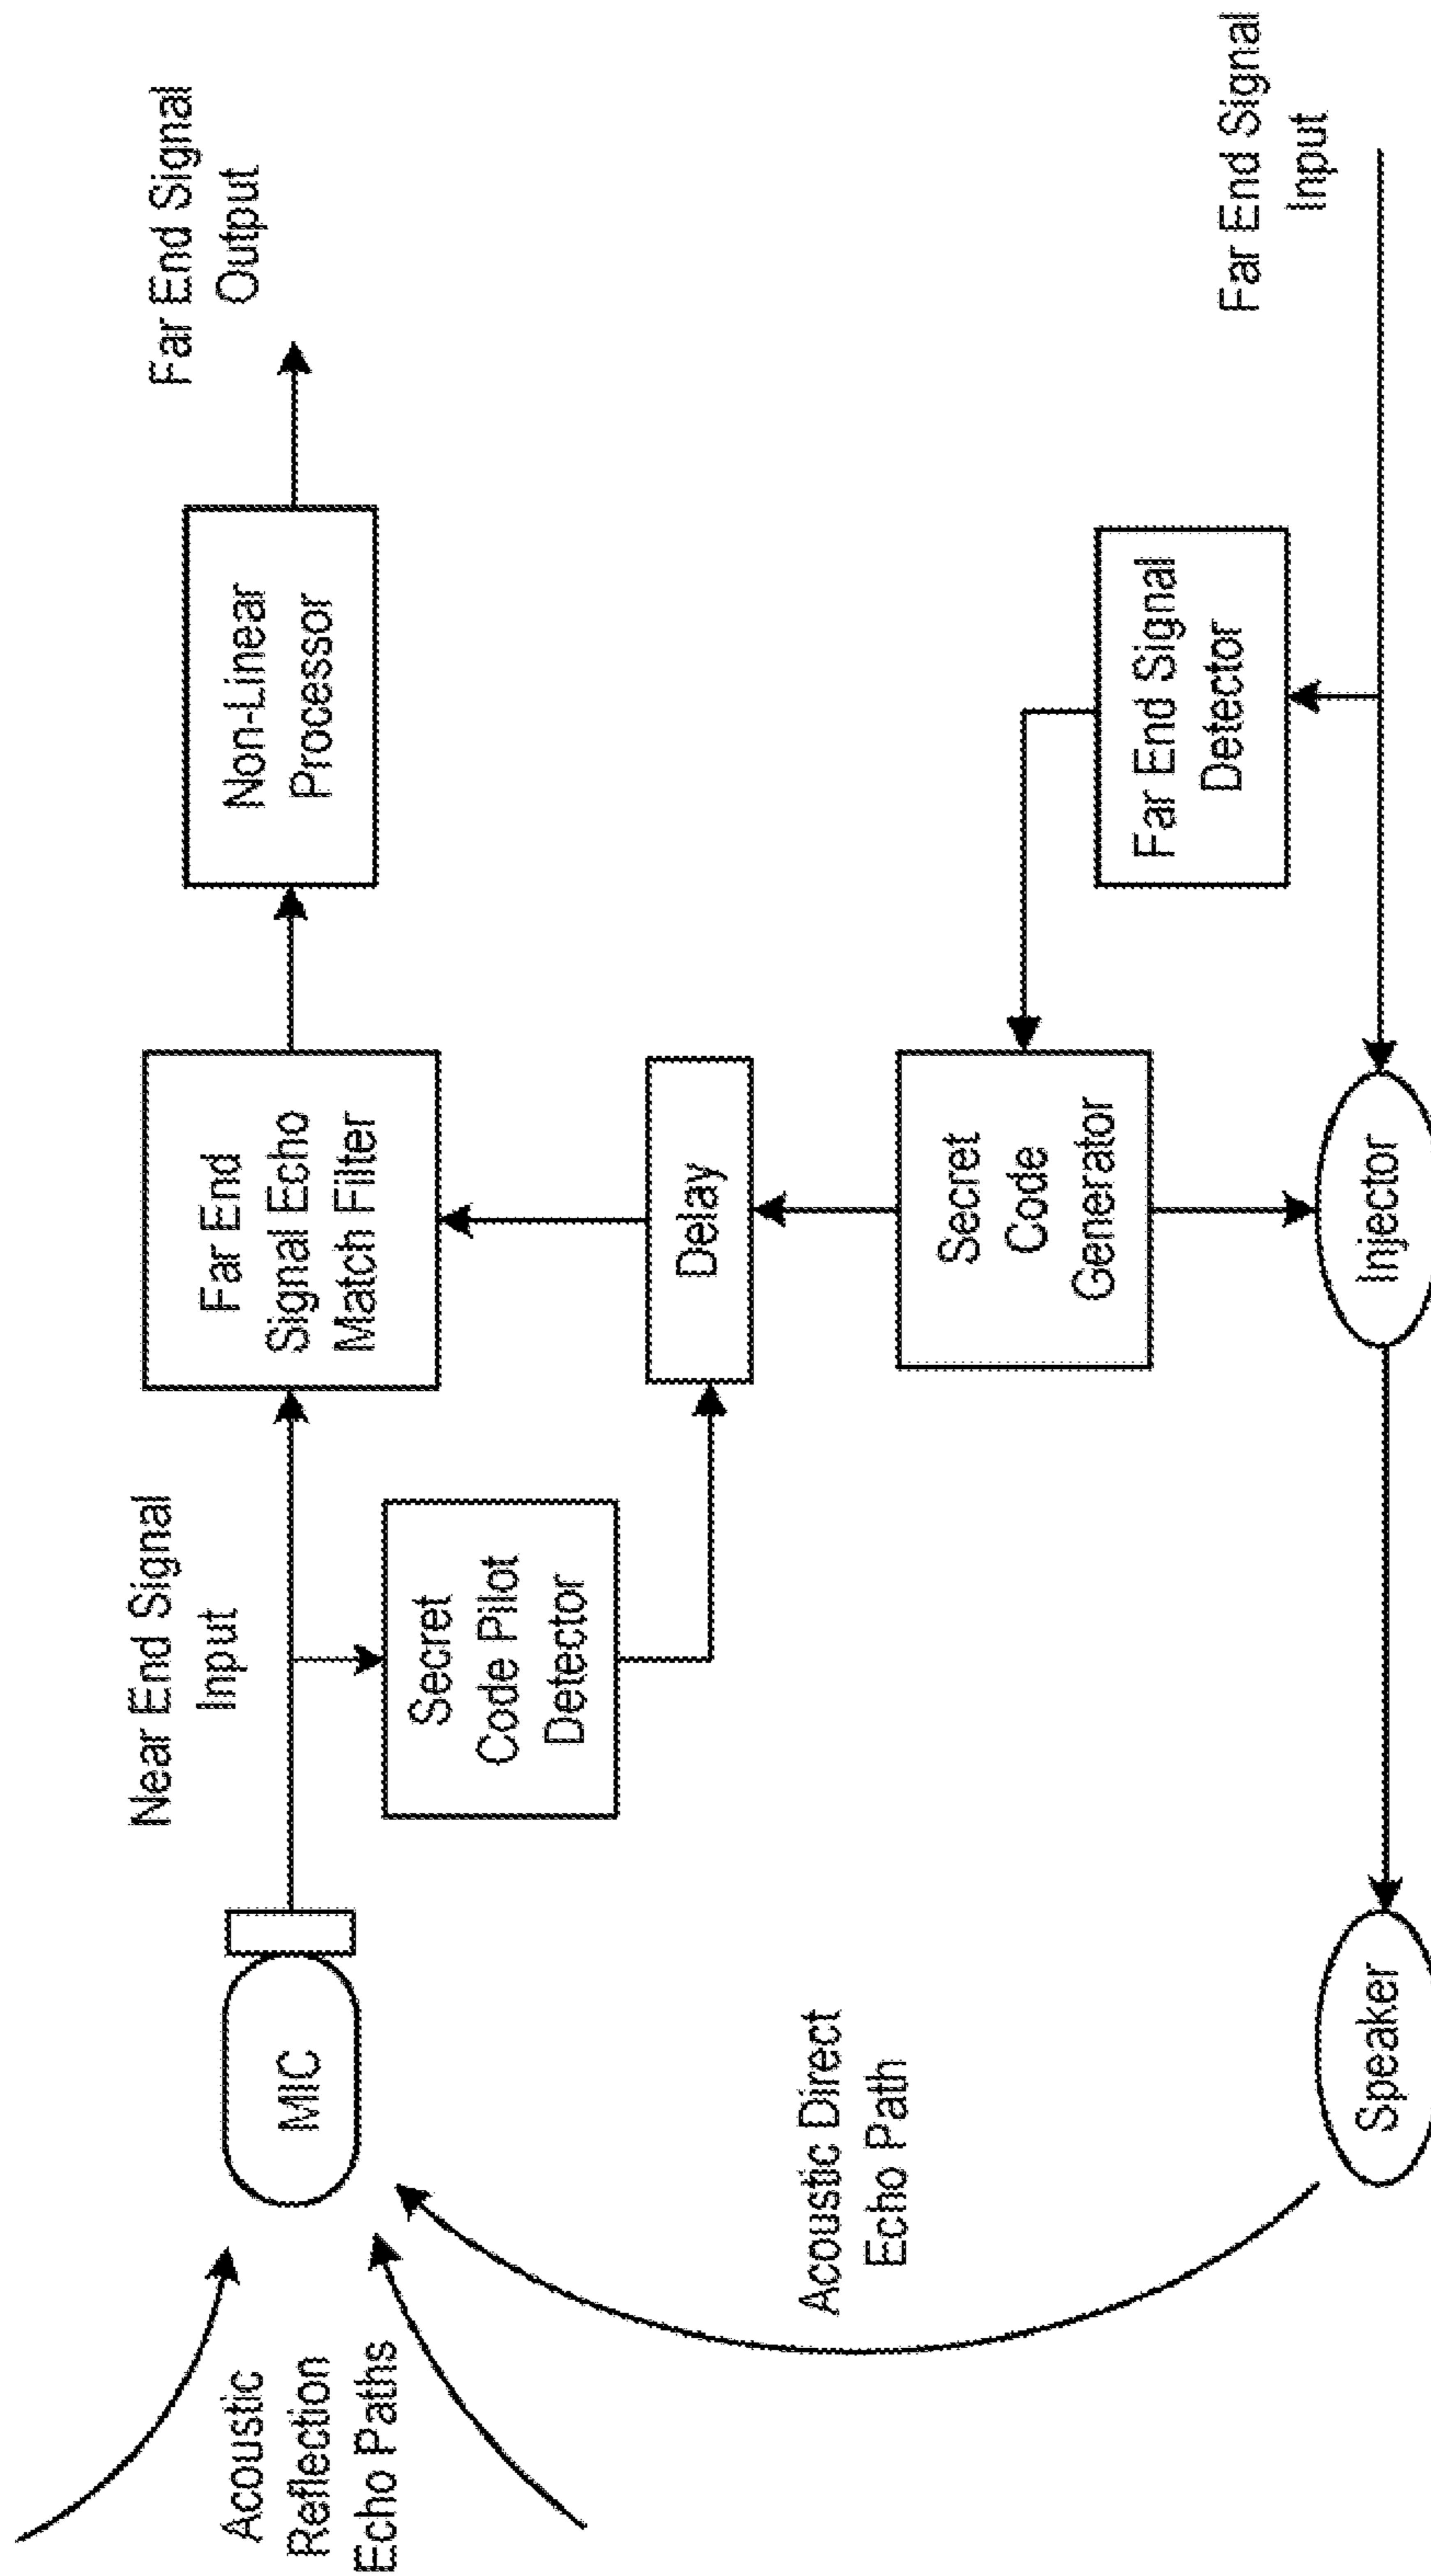 Acoustic
Reflection
Echo Paths
MIC
Near End Signal
Input
Far End
Signal Echo
Match Filter
Non-Linear
Processor
Far End Signal
Output
Secret
Code Pilot
Detector
Delay
Acoustic Direct
Echo Path
Secret
Code
Generator
Far End Signal
Detector
Speaker
Injector
Far End Signal
Input